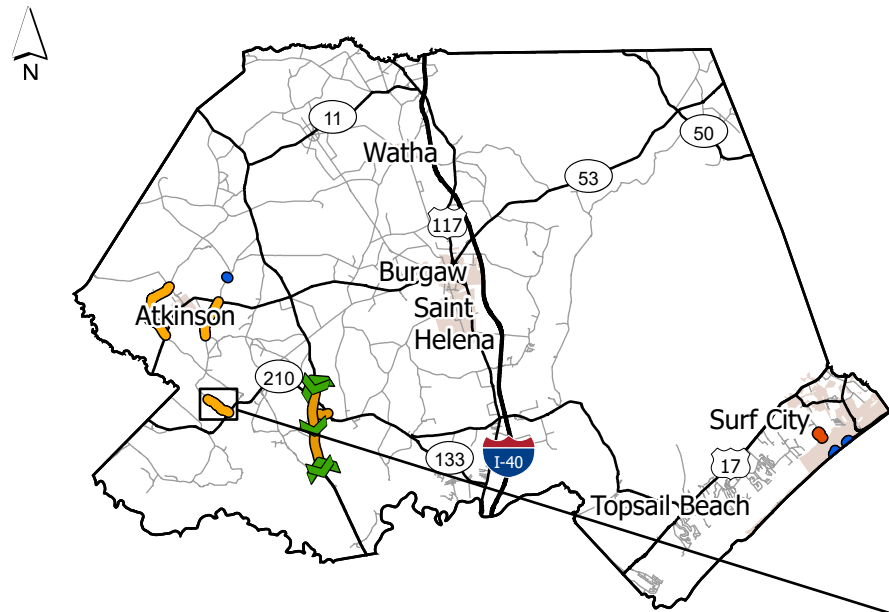 N
11
50
Watha
53
117
Burgaw
Saint
Helena
Atkinson
210
Surf City
133
I-40
17
Topsail Beach